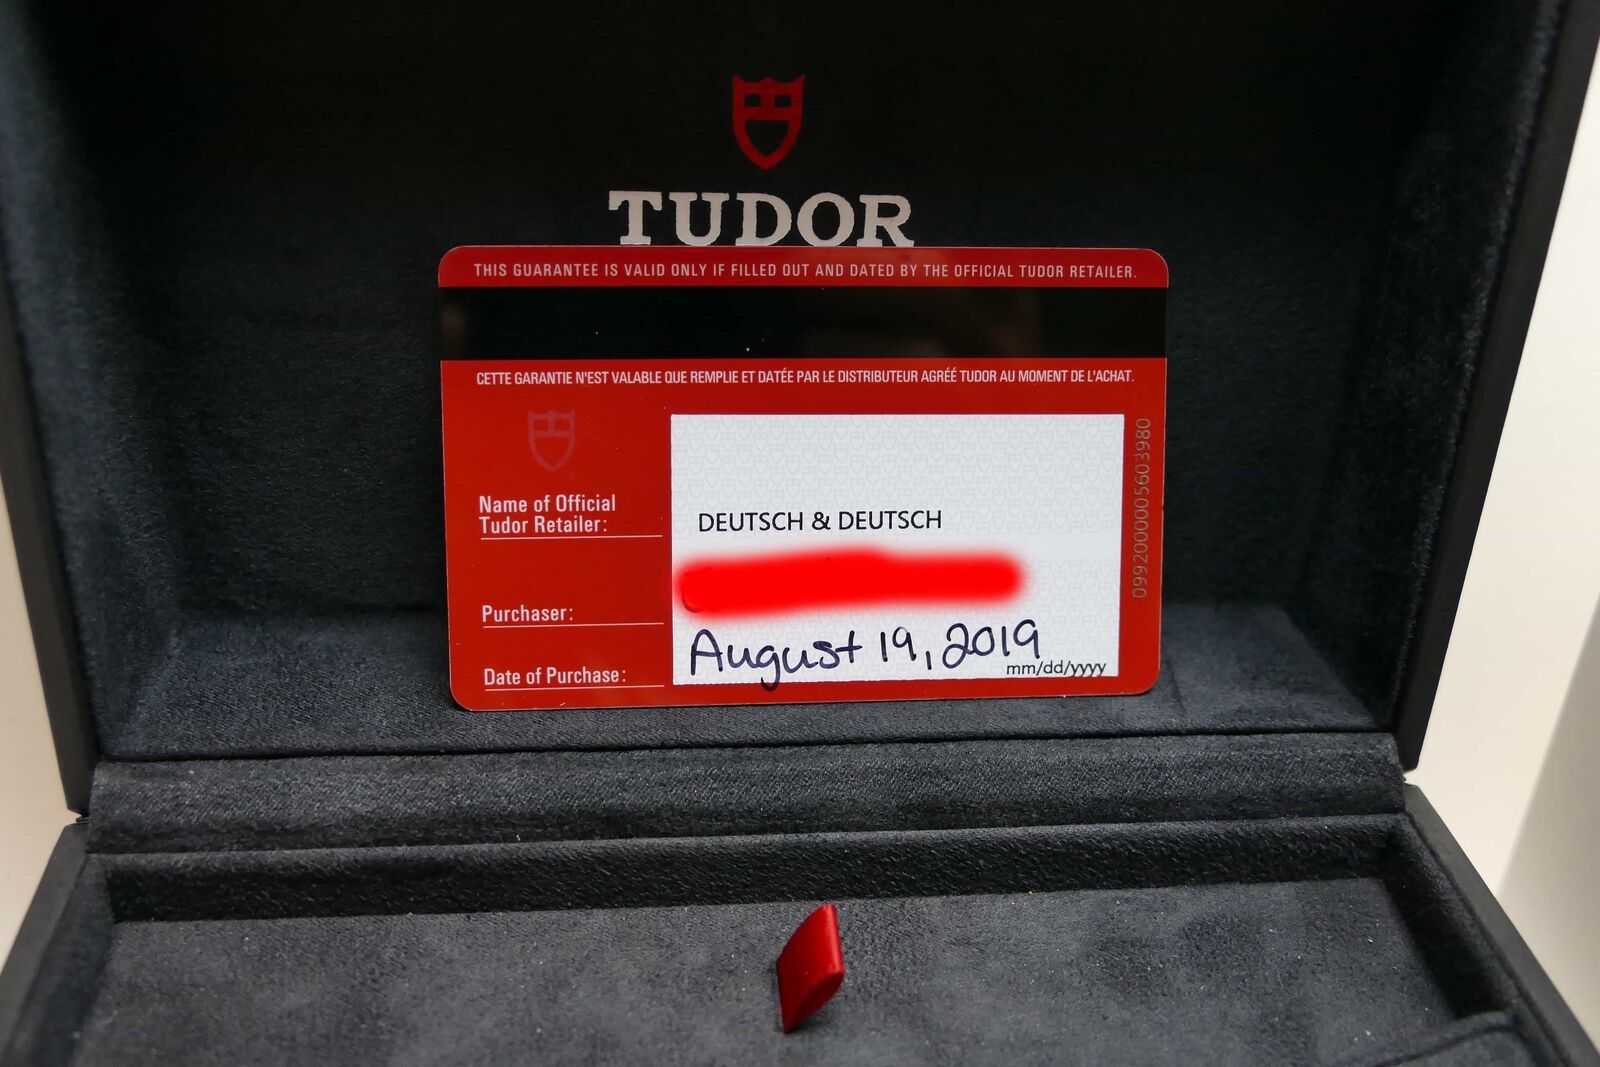 TUDOR
THIS GUARANTEE IS VALID ONLY IF FILLED OUT AND DATED BY THE OFFICIAL TUDOR RETAILER.
CETTE GARANTIE N'EST VALABLE QUE REMPLIE ET DATÉE PAR LE DISTRIBUTEUR AGRÉÉ TUDOR AU MOMENT DE L'ACHAT.
Name of Official
Tudor Retailer:
DEUTSCH & DEUTSCH
Purchaser:
Date of Purchase:
August 19, 2019
mm/dd/yyyy
0992000005603980